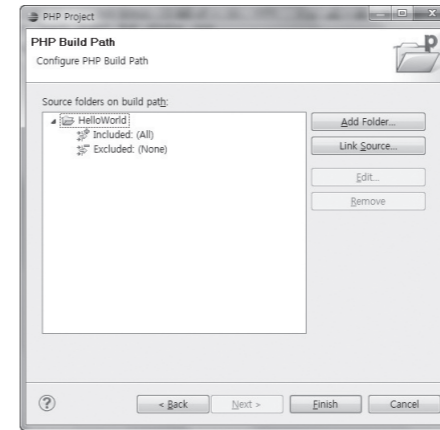 PHP Project
PHP Build Path
Configure PHP Build Path
Source folders on build path:
HelloWorld
Included: (All)
Excluded: (None)
Add Folder...
Link Source...
Edit...
Remove
< Back
Next >
Finish
Cancel